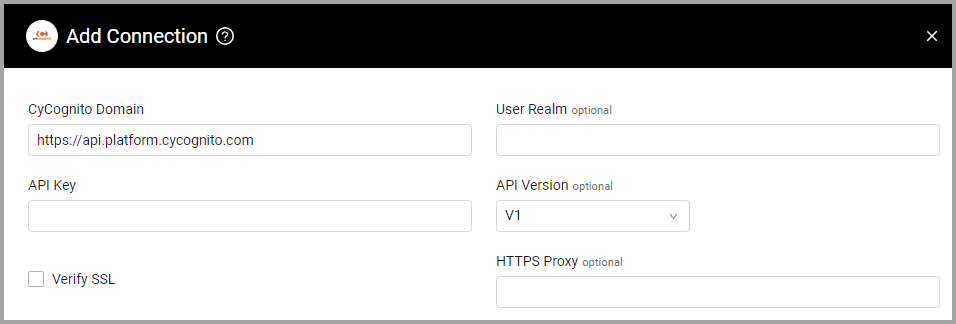 Add Connection ?
CyCognito Domain
https://api.platform.cycognito.com
User Realm optional
API Key
API Version optional
V1
Verify SSL
HTTPS Proxy optional